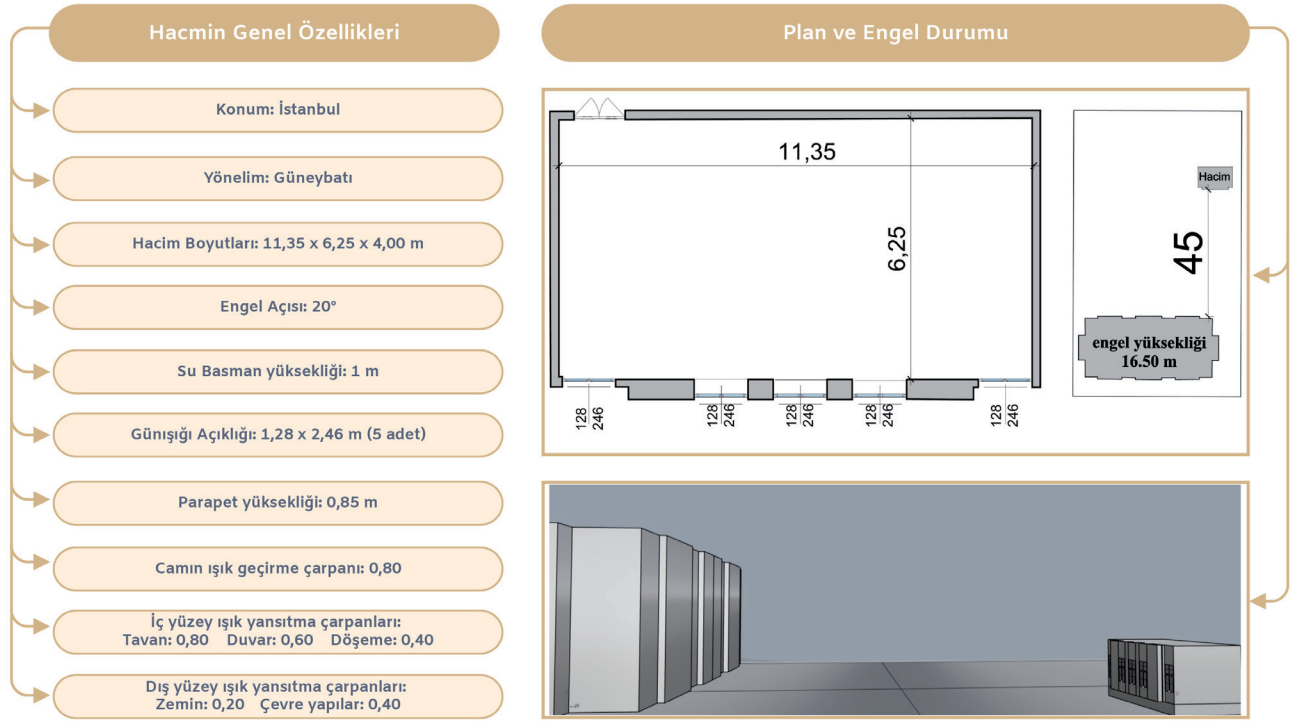 Hacmin Genel Özellikleri
Konum: İstanbul
Yönelim: Güneybatı
Hacim Boyutları: 11,35 x 6,25 x 4,00 m
Engel Açısı: 20°
Su Basman yüksekliği: 1 m
Günışığı Açıklığı: 1,28 x 2,46 m (5 adet)
Parapet yüksekliği: 0,85 m
Camın ışık geçirme çarpanı: 0,80
İç yüzey ışık yansıtma çarpanları:
Tavan: 0,80 Duvar: 0,60 Döşeme: 0,40
Dış yüzey ışık yansıtma çarpanları:
Zemin: 0,20 Çevre yapılar: 0,40
Plan ve Engel Durumu
11,35
6,25
128
246
128
246
128
246
128
246
128
246
Hacim
45
engel yüksekliği
16.50 m